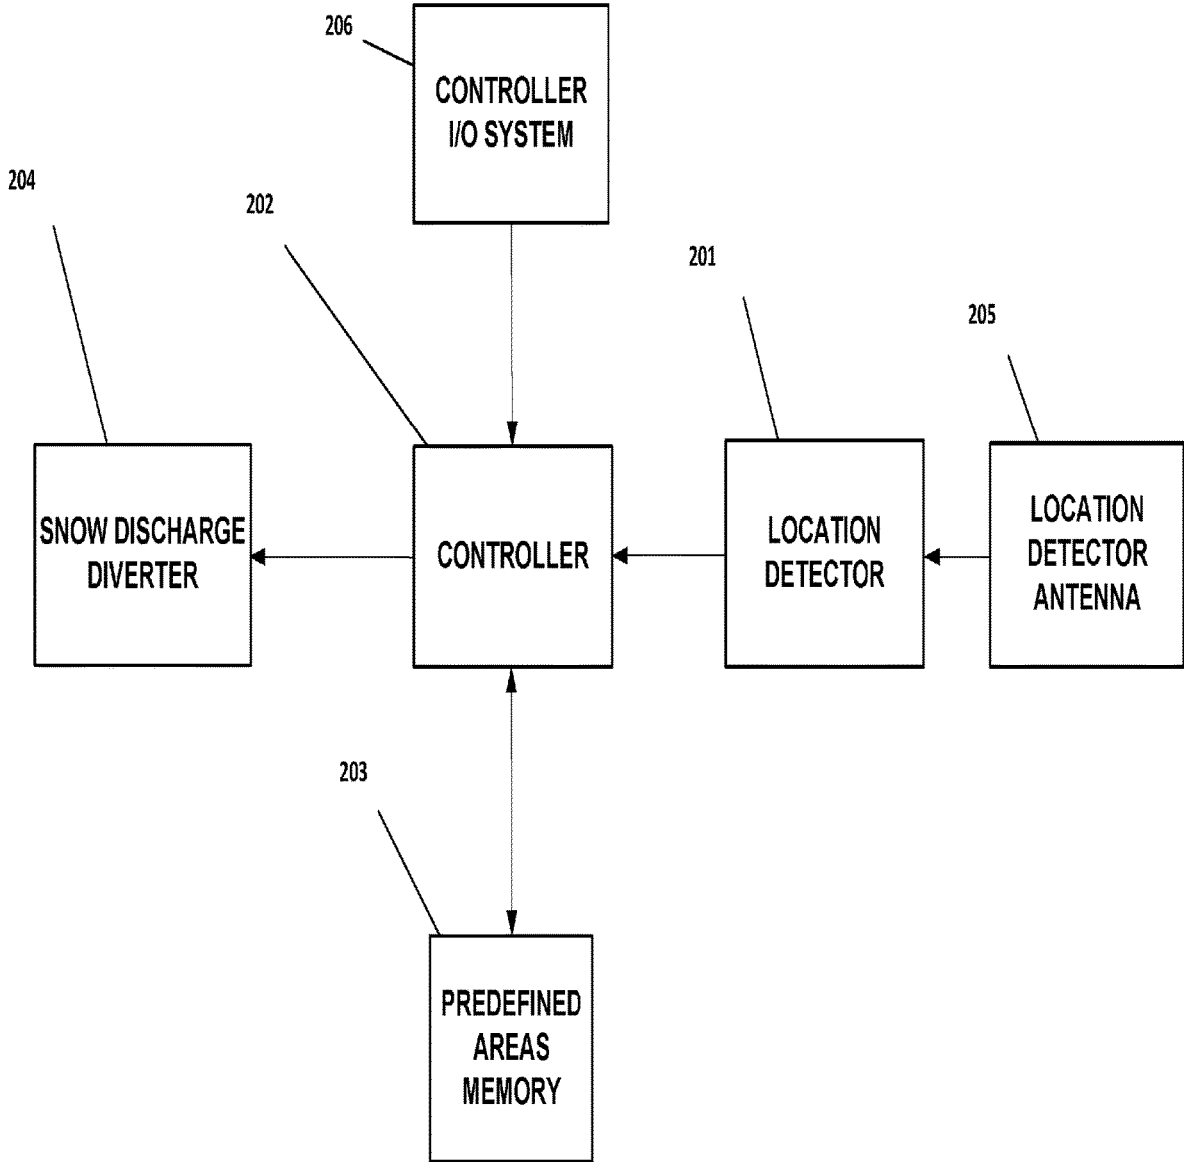 206
CONTROLLER
I/O SYSTEM
204
202
201
205
SNOW DISCHARGE
DIVERTER
CONTROLLER
LOCATION
DETECTOR
LOCATION
DETECTOR
ANTENNA
203
PREDEFINED
AREAS
MEMORY